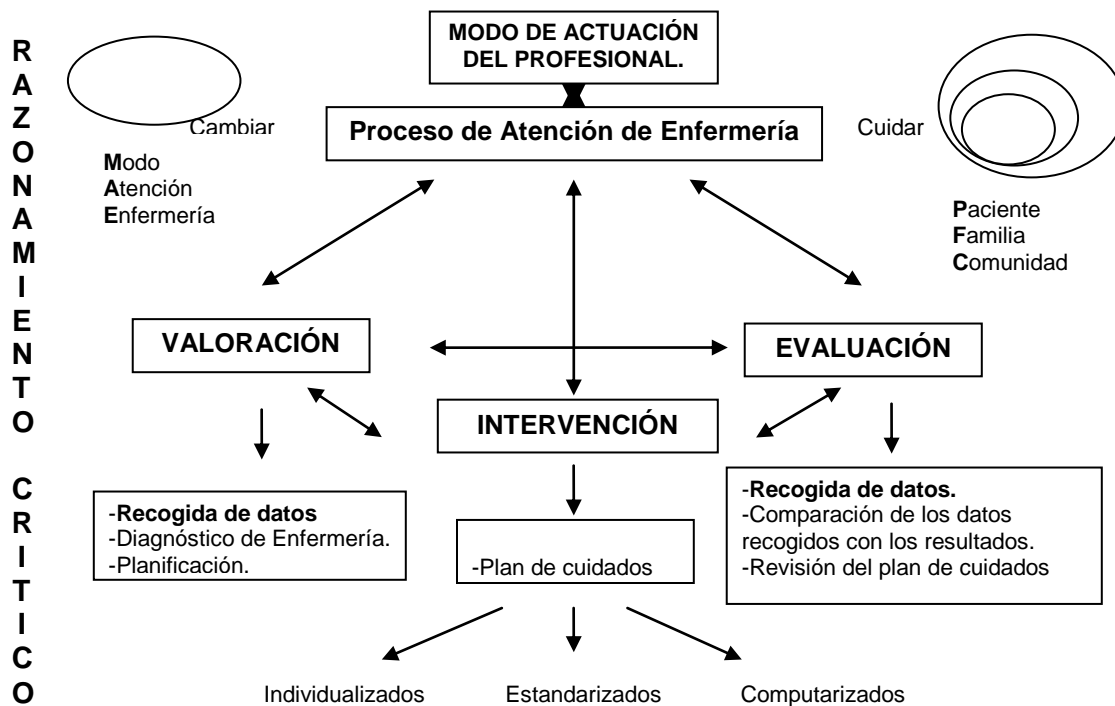 RAZONAMIENTO CRITICO
MODO DE ACTUACIÓN
DEL PROFESIONAL.
Cambiar
Proceso de Atención de Enfermería
Cuidar
Modo
Atención
Enfermería
Paciente
Familia
Comunidad
VALORACIÓN
EVALUACIÓN
INTERVENCIÓN
-Recogida de datos
-Diagnóstico de Enfermería.
-Planificación.
-Plan de cuidados
-Recogida de datos.
-Comparación de los datos
recogidos con los resultados.
-Revisión del plan de cuidados
Individualizados
Estandarizados
Computarizados